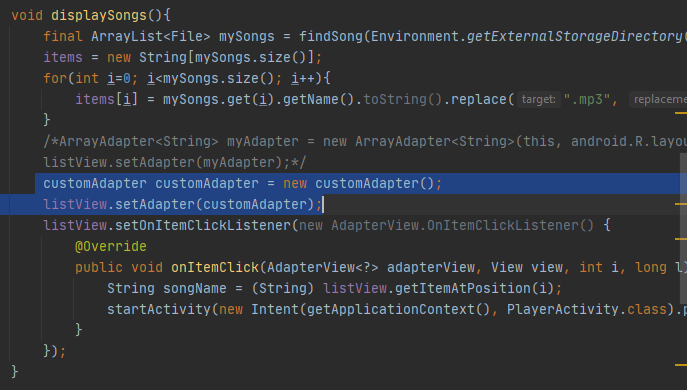 void displaySongs(){
final ArrayList<File> mySongs = findSong(Environment.getExternalStorageDirectory(
items = new String[mySongs.size()];
for(int i=0; i<mySongs.size(); i++){
items[i] = mySongs.get(i).getName().toString().replace( target: ".mp3",
}
/*ArrayAdapter<String> myAdapter = new ArrayAdapter<String>(this, android.R.layou
listView.setAdapter(myAdapter);*/
customAdapter customAdapter = new customAdapter();
listView.setAdapter(customAdapter);
listView.setOnItemClickListener(new AdapterView.OnItemClickListener() {
@Override
public void onItemClick(AdapterView<?> adapterView, View view, int i, long l)
String songName = (String) listView.getItemAtPosition(i);
startActivity(new Intent(getApplicationContext(), PlayerActivity.class).p
}
});
}